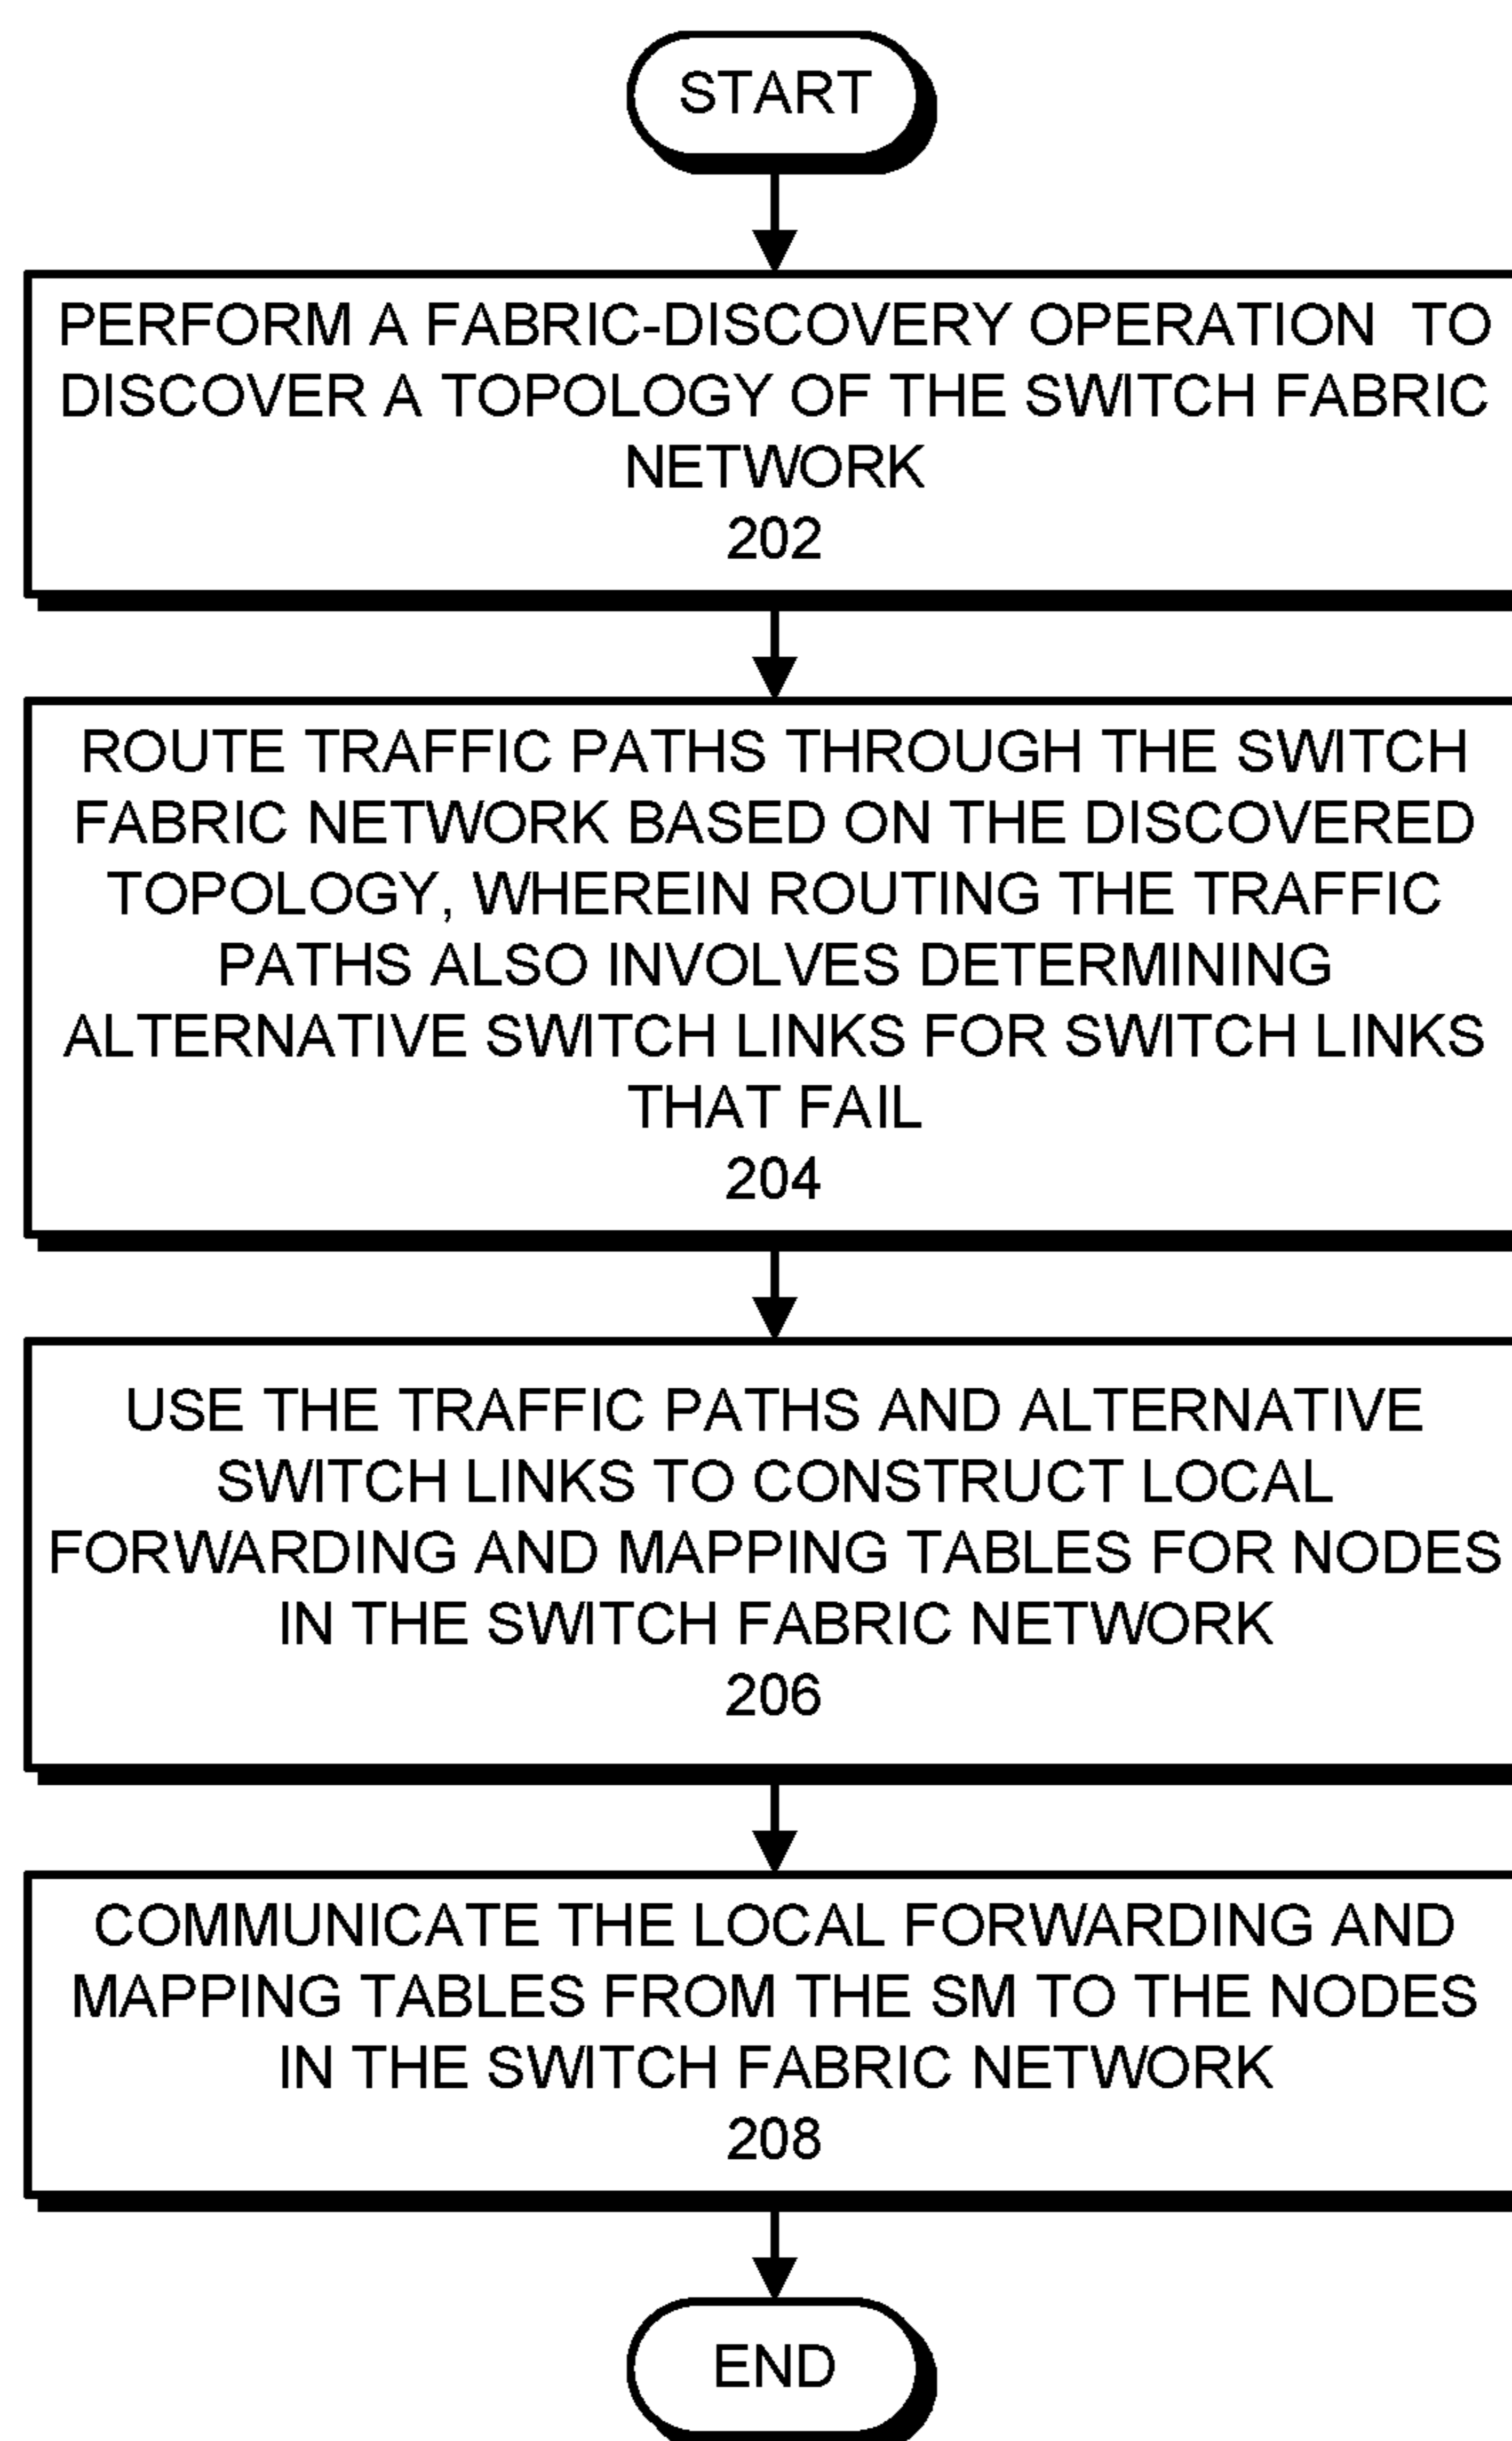 START
PERFORM A FABRIC-DISCOVERY OPERATION TO
DISCOVER A TOPOLOGY OF THE SWITCH FABRIC
NETWORK
202
ROUTE TRAFFIC PATHS THROUGH THE SWITCH
FABRIC NETWORK BASED ON THE DISCOVERED
TOPOLOGY, WHEREIN ROUTING THE TRAFFIC
PATHS ALSO INVOLVES DETERMINING
ALTERNATIVE SWITCH LINKS FOR SWITCH LINKS
THAT FAIL
204
USE THE TRAFFIC PATHS AND ALTERNATIVE
SWITCH LINKS TO CONSTRUCT LOCAL
FORWARDING AND MAPPING TABLES FOR NODES
IN THE SWITCH FABRIC NETWORK
206
COMMUNICATE THE LOCAL FORWARDING AND
MAPPING TABLES FROM THE SM TO THE NODES
IN THE SWITCH FABRIC NETWORK
208
END